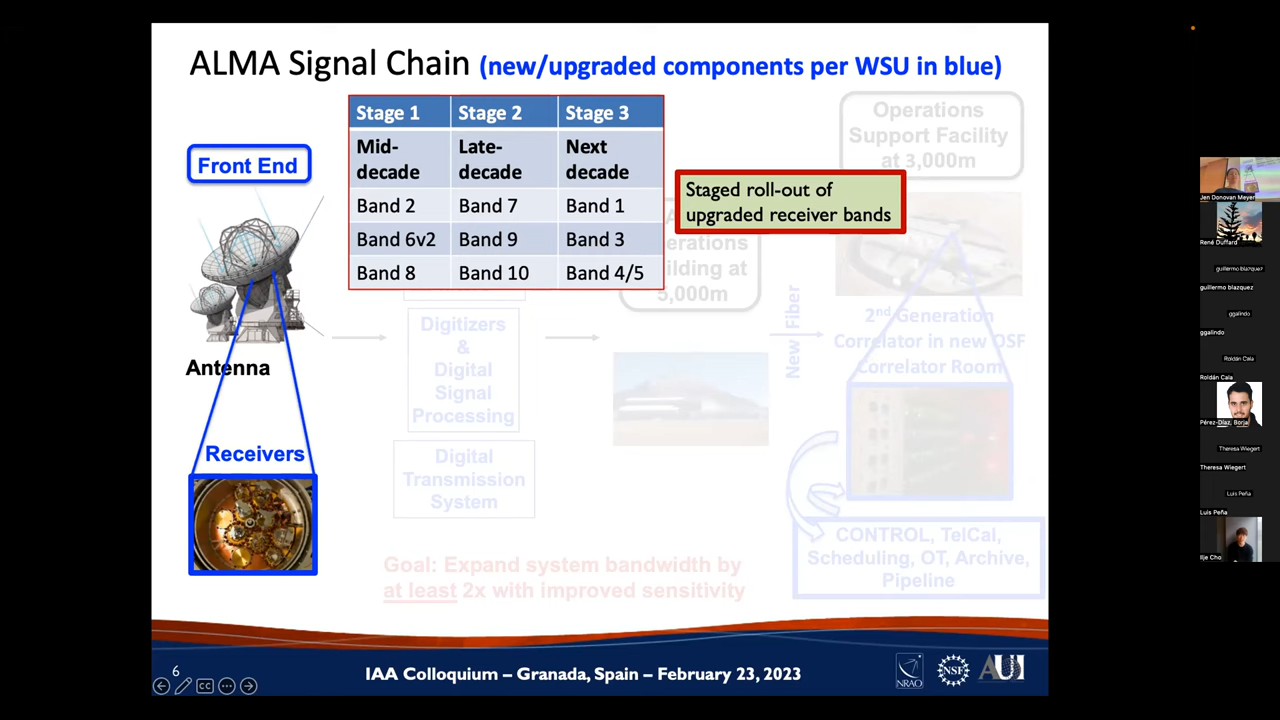 ALMA Signal Chain (new/upgraded components per WSU in blue)
Stage 1 Stage 2 Stage 3
Mid-decade Late-decade Next decade
Band 2 Band 7 Band 1
Band 6v2 Band 9 Band 3
Band 8 Band 10 Band 4/5
Staged roll-out of
upgraded receiver bands
Front End
Antenna
Receivers
Digitizers
&
Digital
Signal
Processing
Digital
Transmission
System
Building at
5,000m
New Fiber
Operations
Support Facility
at 3,000m
2nd Generation
Correlator in new OSF
Correlator Room
CONTROL, TelCal,
Scheduling, OT, Archive,
Pipeline
Goal: Expand system bandwidth by
at least 2x with improved sensitivity
6
CC
IAA Colloquium – Granada, Spain – February 23, 2023
NRAO
NSF
AUI
Jen Donovan Meyer
René Duffard
guillermo blazquez
guillermo blazquez
ggalindo
ggalindo
Roldán Cala
Roldán Cala
Pérez-Díaz, Borja
Theresa Wiegert
Theresa Wiegert
Luis Peña
Luis Peña
Ilje Cho